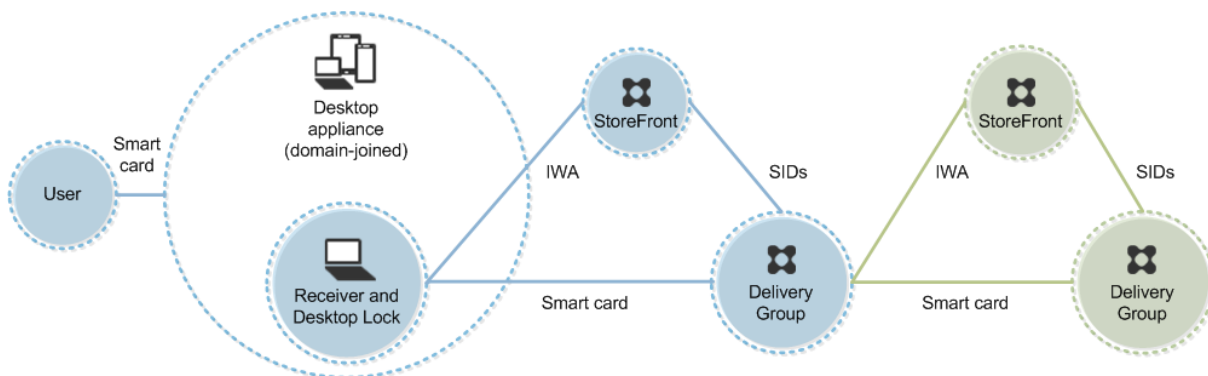 User
Smart
card
Desktop
appliance
(domain-joined)
Receiver and
Desktop Lock
IWA
StoreFront
SIDs
Smart card
Delivery
Group
IWA
StoreFront
SIDs
Smart card
Delivery
Group